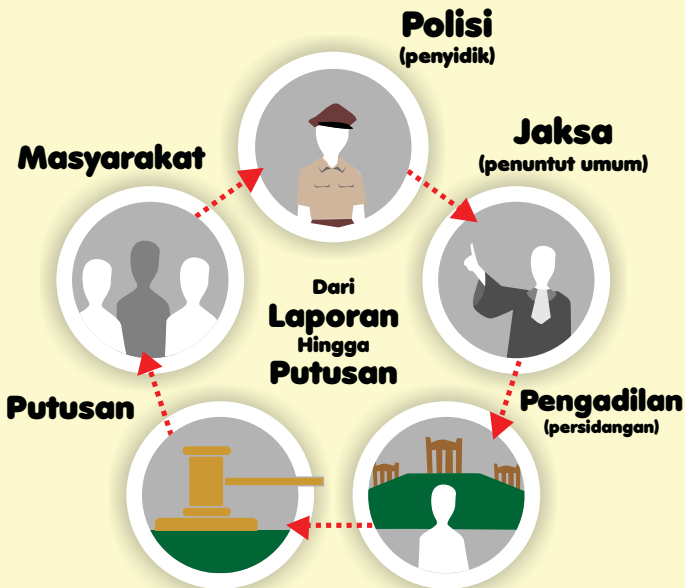 Polisi
(penyidik)
Jaksa
(penuntut umum)
Masyarakat
Dari
Laporan
Hingga
Putusan
Pengadilan
(persidangan)
Putusan